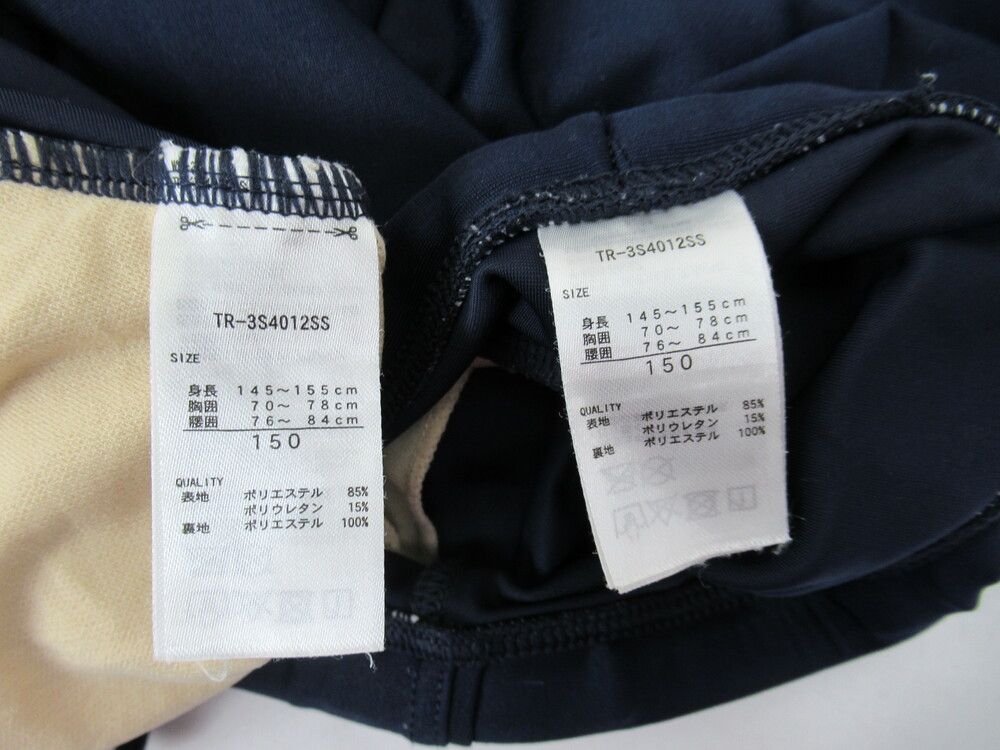 TR-3S4012SS
SIZE
身長 145～155cm
胸囲 70～ 78cm
腰囲 76～ 84cm
150
QUALITY
表地 ポリエステル 85%
ポリウレタン 15%
裏地 ポリエステル 100%
TR-3S4012SS
SIZE
身長 145～155cm
胸囲 70～ 78cm
腰囲 76～ 84cm
150
QUALITY
表地 ポリエステル 85%
ポリウレタン 15%
裏地 ポリエステル 100%